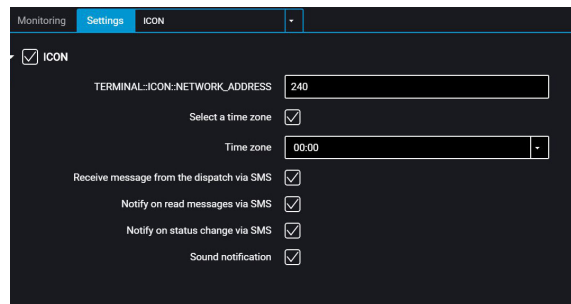 Monitoring Settings ICON
ICON
TERMINAL::ICON::NETWORK_ADDRESS 240
Select a time zone
Time zone 00:00
Receive message from the dispatch via SMS
Notify on read messages via SMS
Notify on status change via SMS
Sound notification